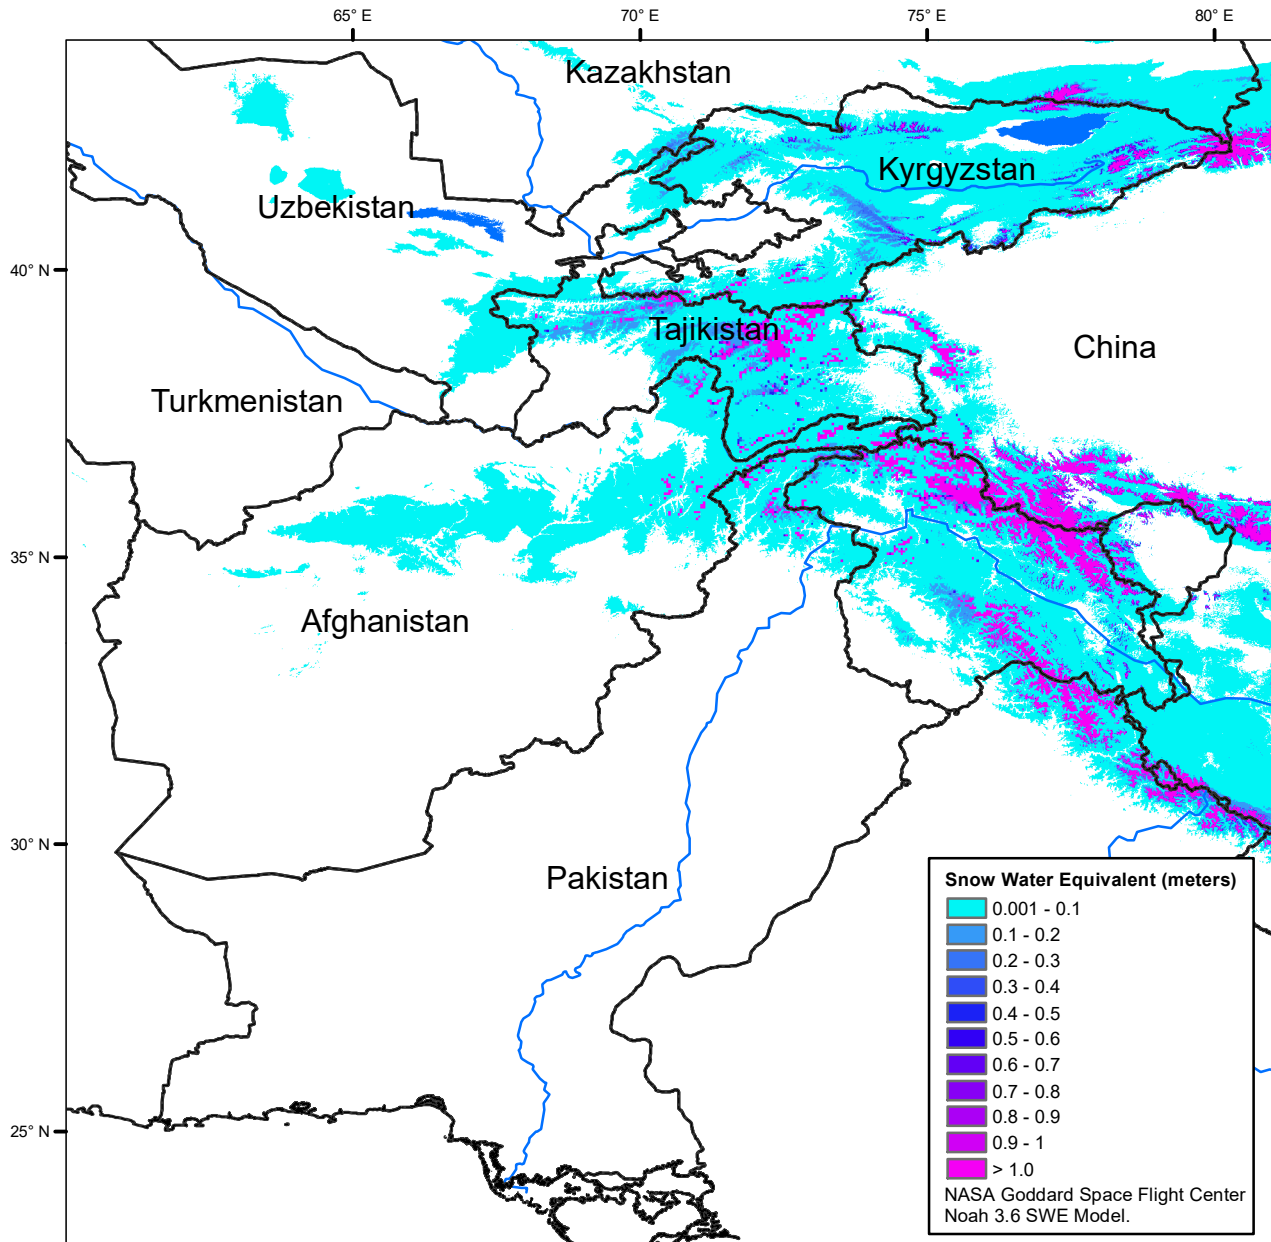 65° E
70° E
75° E
80° E
Kazakhstan
Kyrgyzstan
Uzbekistan
40° N
Tajikistan
China
Turkmenistan
35° N
Afghanistan
30° N
Pakistan
25° N
Snow Water Equivalent (meters)
0.001 - 0.1
0.1 - 0.2
0.2 - 0.3
0.3 - 0.4
0.4 - 0.5
0.5 - 0.6
0.6 - 0.7
0.7 - 0.8
0.8 - 0.9
0.9 - 1
> 1.0
NASA Goddard Space Flight Center
Noah 3.6 SWE Model.